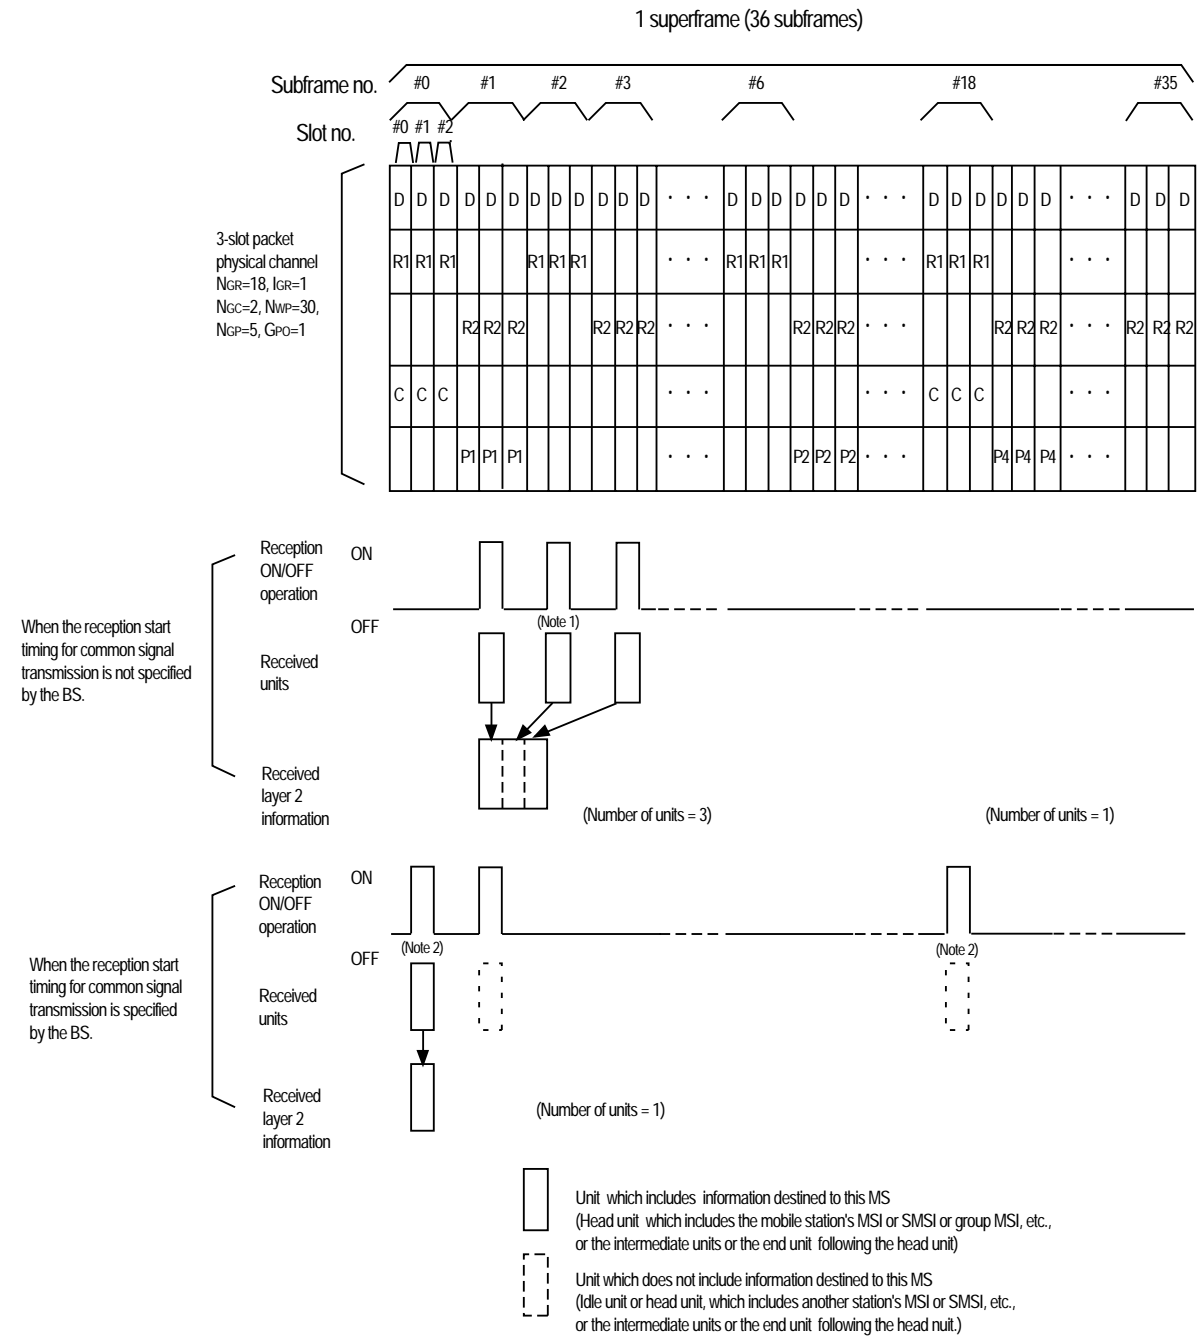 1 superframe (36 subframes)
Subframe no. #0 #1 #2 #3 #6 #18 #35
Slot no. #0 #1 #2
D D D D D D D D D D D D · · · D D D D D D · · · D D D D D D · · · D D D
3-slot packet
physical channel
NGR=18, IGR=1
NGC=2, NWP=30,
NGP=5, GPO=1
R1 R1 R1 R1 R1 R1 · · · R1 R1 R1 · · · R1 R1 R1 · · ·
R2 R2 R2 R2 R2 R2 · · · R2 R2 R2 · · · R2 R2 R2 · · · R2 R2 R2
C C C · · · · · · C C C · · ·
P1 P1 P1 · · · P2 P2 P2 · · · P4 P4 P4 · · ·
When the reception start
timing for common signal
transmission is not specified
by the BS.
Reception
ON/OFF
operation
ON
OFF
(Note 1)
Received
units
Received
layer 2
information
(Number of units = 3)
(Number of units = 1)
When the reception start
timing for common signal
transmission is specified
by the BS.
Reception
ON/OFF
operation
ON
OFF
(Note 2)
(Note 2)
Received
units
Received
layer 2
information
(Number of units = 1)
Unit which includes information destined to this MS
(Head unit which includes the mobile station's MSI or SMSI or group MSI, etc.,
or the intermediate units or the end unit following the head unit)
Unit which does not include information destined to this MS
(Idle unit or head unit, which includes another station's MSI or SMSI, etc.,
or the intermediate units or the end unit following the head nuit.)